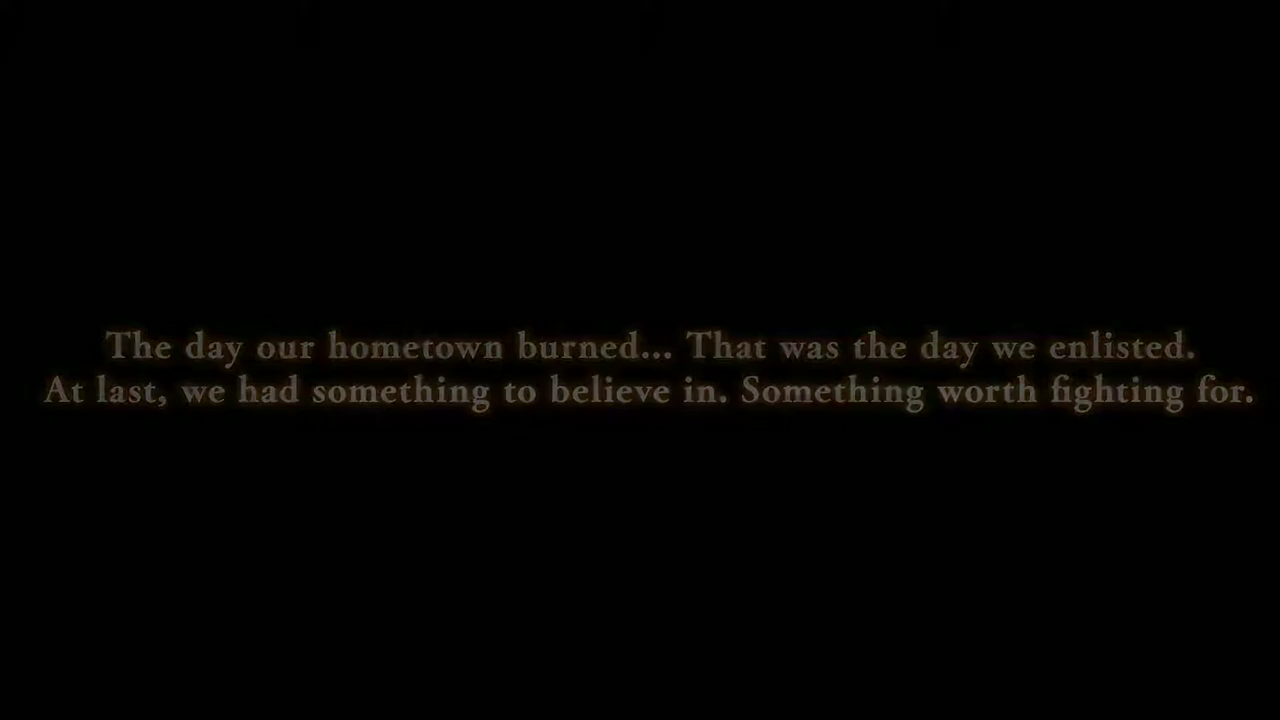 The day our hometown burned... That was the day we enlisted.
At last, we had something to believe in. Something worth fighting for.